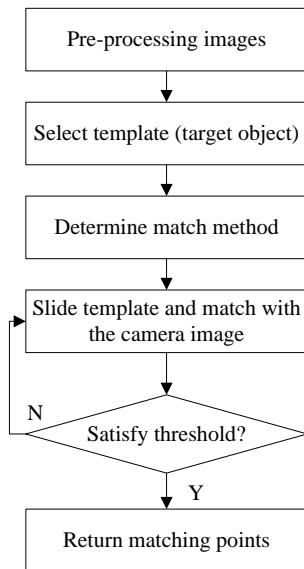 Pre-processing images
Select template (target object)
Determine match method
Slide template and match with
the camera image
N
Satisfy threshold?
Y
Return matching points